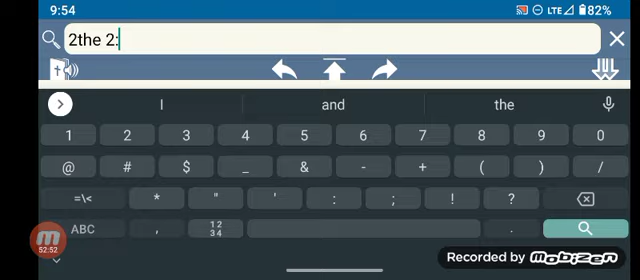 9:54 LTE 82%
2the 2:
I and the
1 2 3 4 5 6 7 8 9 0
@ # $ _ & - + ( ) /
=\< * " ' : ; ! ?
ABC , 12 .
34
52:52
Recorded by mobizen